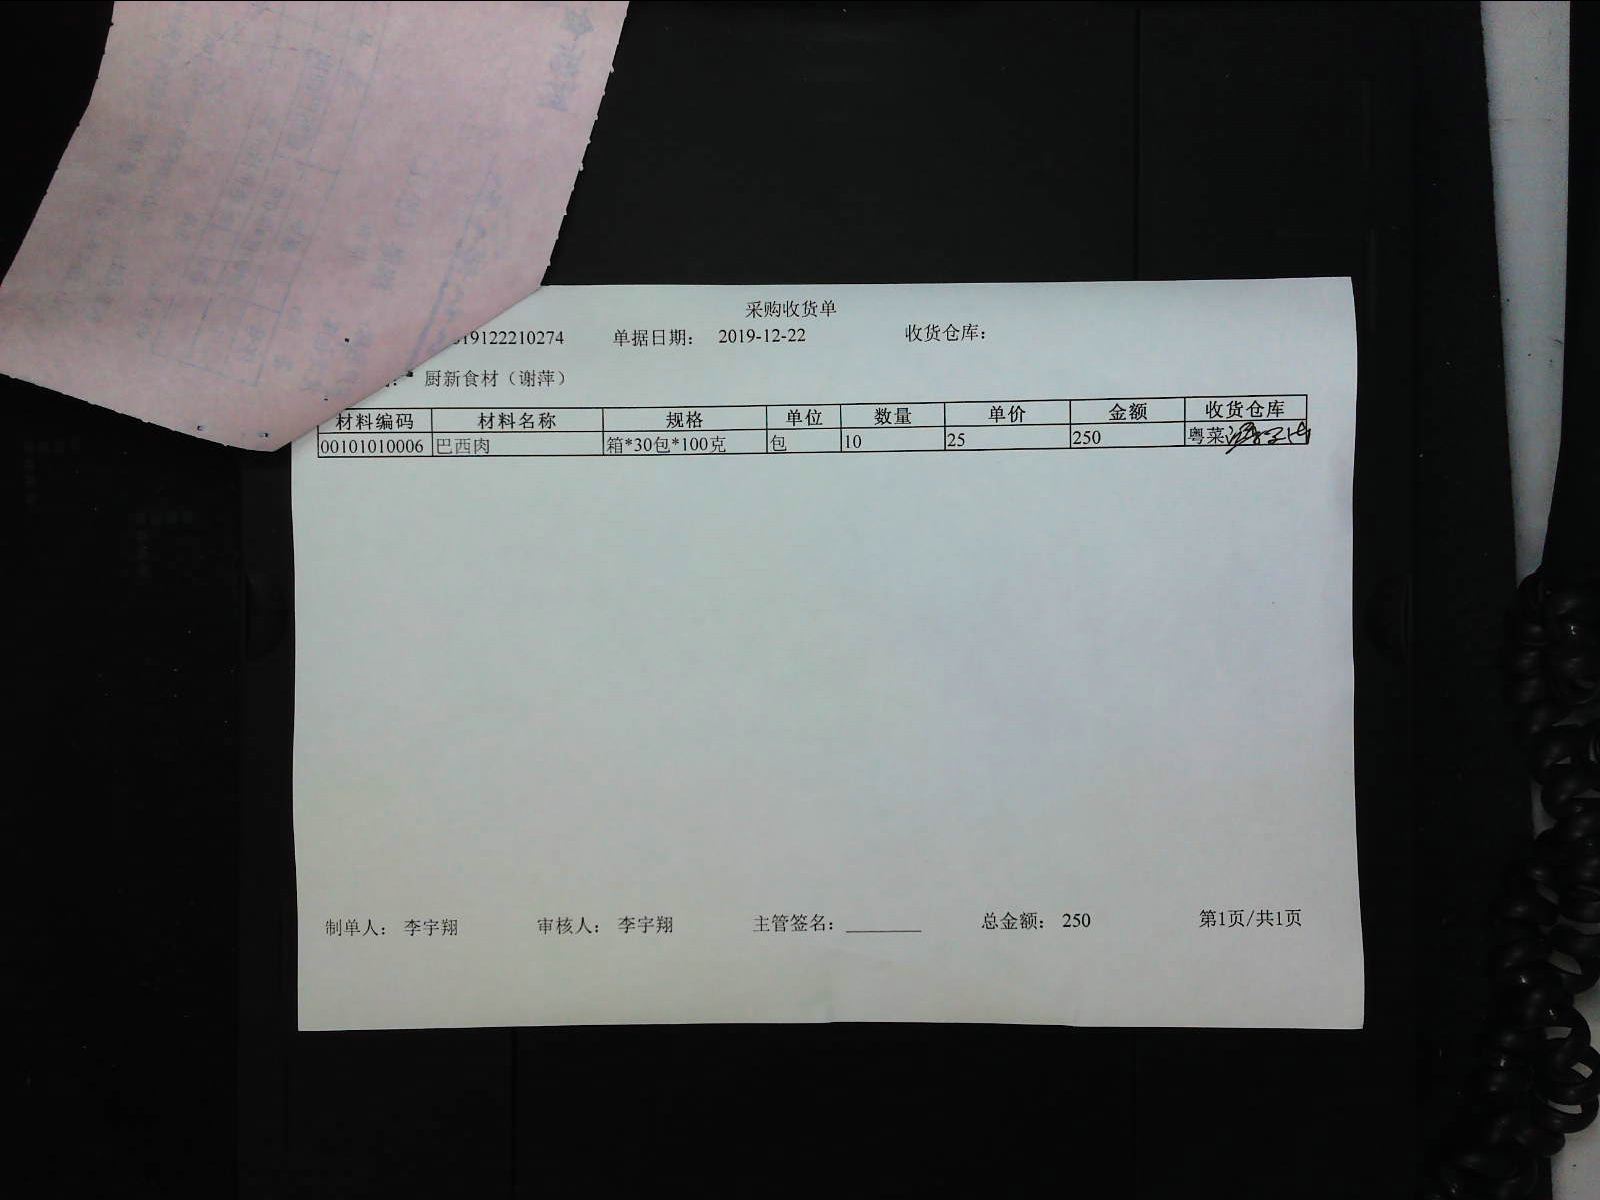 采购收货单
19122210274 单据日期： 2019-12-22 收货仓库：
厨新食材（谢萍）
材料编码 材料名称 规格 单位 数量 单价 金额 收货仓库
00101010006 巴西肉 箱*30包*100克 包 10 25 250 粤菜
制单人： 李宇翔 审核人： 李宇翔 主管签名： 总金额： 250 第1页/共1页